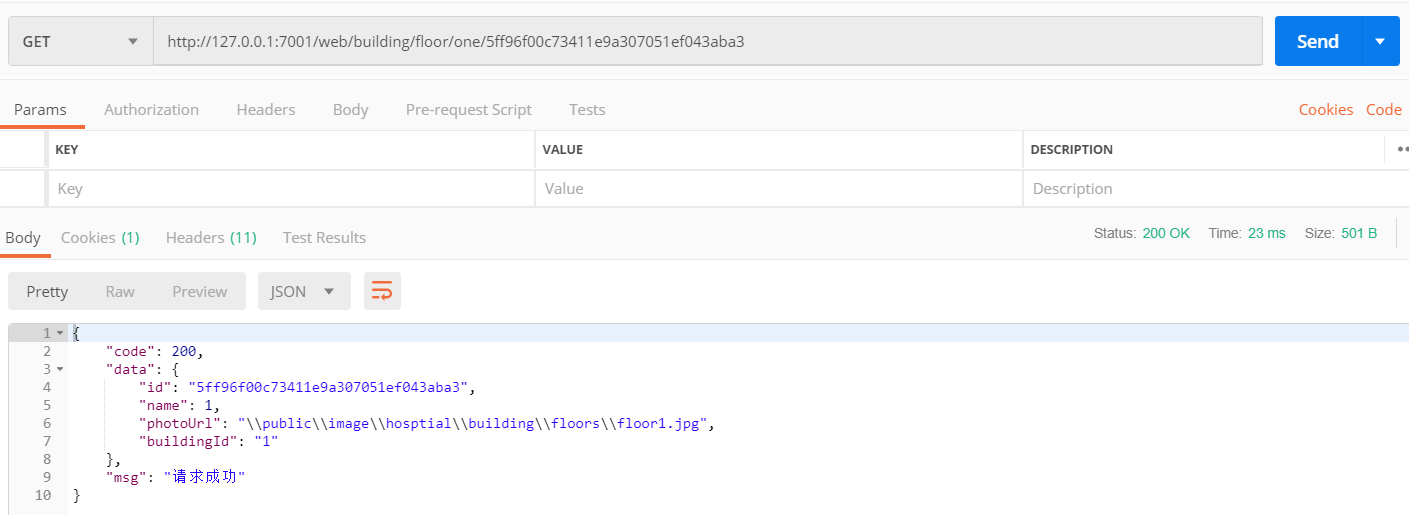 GET http://127.0.0.1:7001/web/building/floor/one/5ff96f00c73411e9a307051ef043aba3 Send
Params Authorization Headers Body Pre-request Script Tests Cookies Code
KEY VALUE DESCRIPTION
Key Value Description
Body Cookies (1) Headers (11) Test Results Status: 200 OK Time: 23 ms Size: 501 B
Pretty Raw Preview JSON
1 {
2 "code": 200,
3 "data": {
4 "id": "5ff96f00c73411e9a307051ef043aba3",
5 "name": 1,
6 "photoUrl": "\\public\\image\\hosptial\\building\\floors\\floor1.jpg",
7 "buildingId": "1"
8 },
9 "msg": "请求成功"
10 }